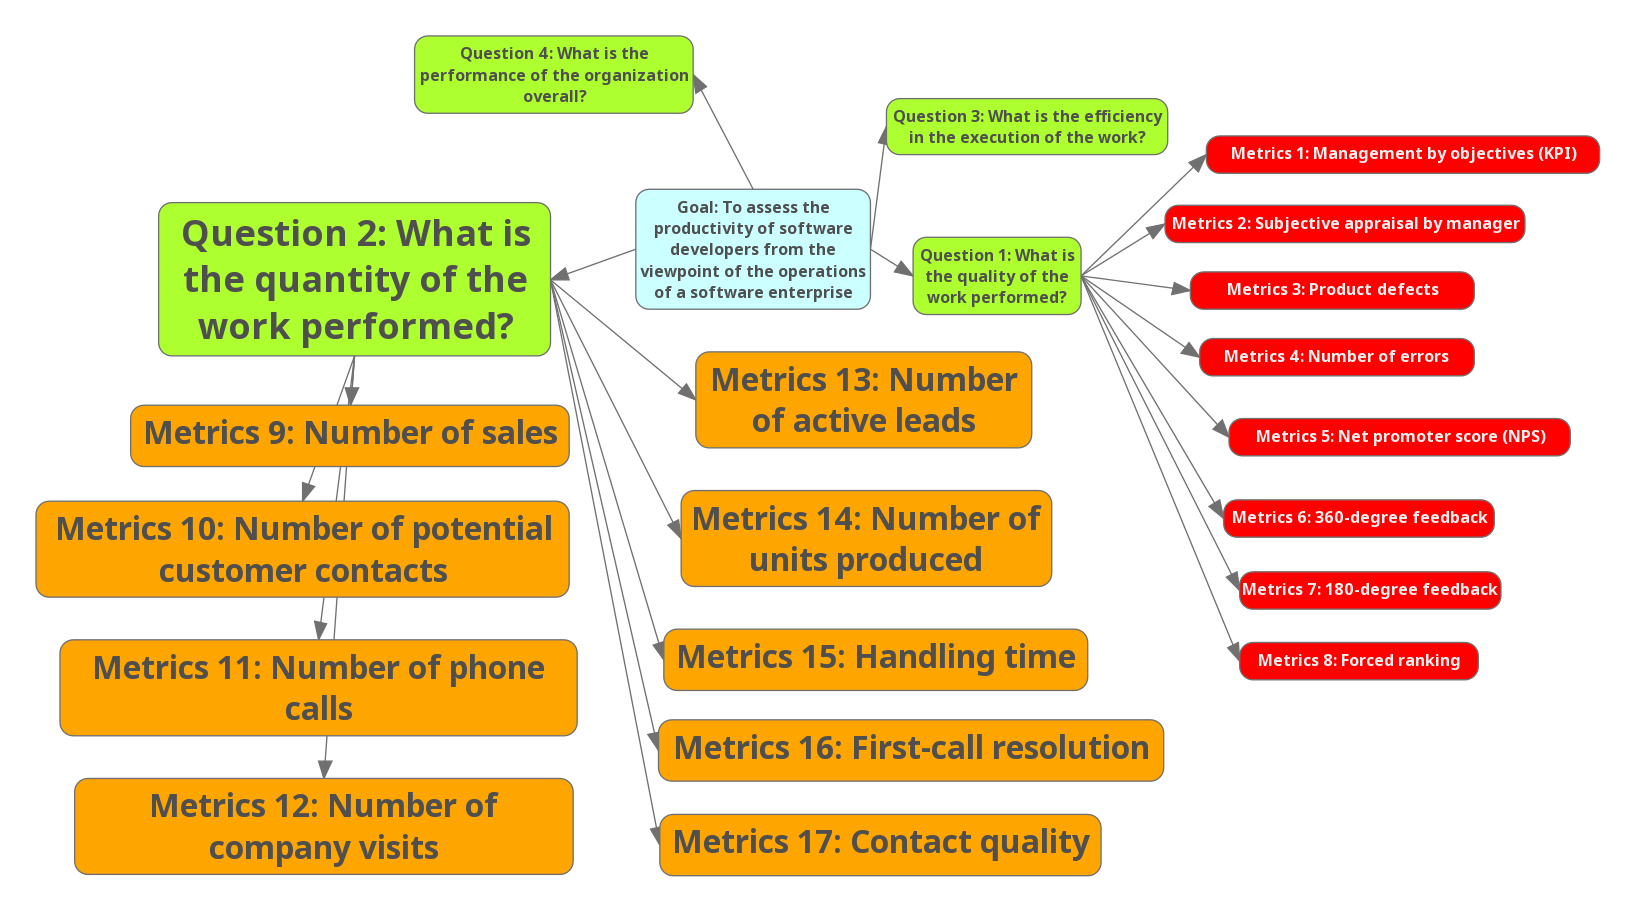 Question 4: What is the
performance of the organization
overall?
Question 3: What is the efficiency
in the execution of the work?
Goal: To assess the
productivity of software
developers from the
viewpoint of the operations
of a software enterprise
Question 2: What is
the quantity of the
work performed?
Question 1: What is
the quality of the
work performed?
Metrics 1: Management by objectives (KPI)
Metrics 2: Subjective appraisal by manager
Metrics 3: Product defects
Metrics 4: Number of errors
Metrics 5: Net promoter score (NPS)
Metrics 6: 360-degree feedback
Metrics 7: 180-degree feedback
Metrics 8: Forced ranking
Metrics 9: Number of sales
Metrics 10: Number of potential
customer contacts
Metrics 11: Number of phone
calls
Metrics 12: Number of
company visits
Metrics 13: Number
of active leads
Metrics 14: Number of
units produced
Metrics 15: Handling time
Metrics 16: First-call resolution
Metrics 17: Contact quality